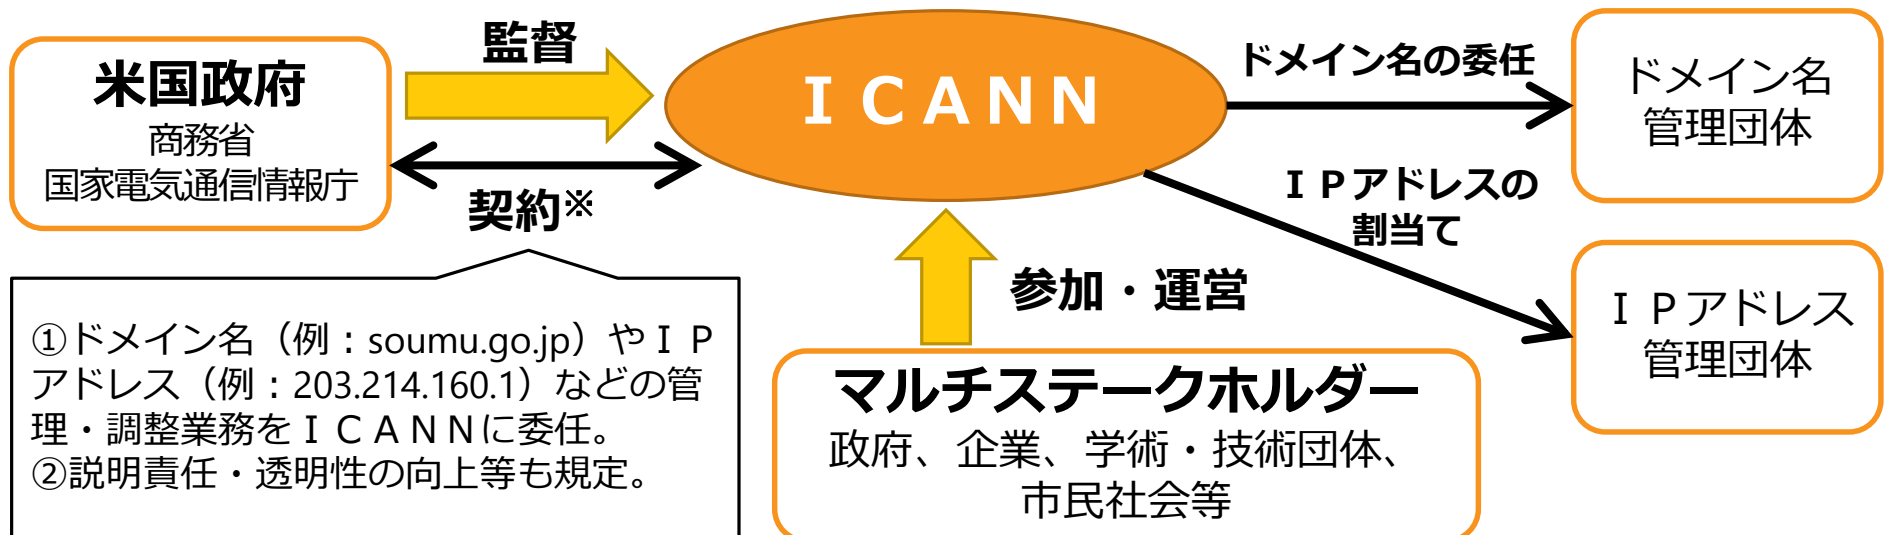 米国政府
商務省
国家電気通信情報庁
監督
契約※
ＩＣＡＮＮ
ドメイン名の委任
ＩＰアドレスの
割当て
ドメイン名
管理団体
ＩＰアドレス
管理団体
参加・運営
マルチステークホルダー
政府、企業、学術・技術団体、
市民社会等
①ドメイン名（例：soumu.go.jp）やＩＰ
アドレス（例：203.214.160.1）などの管
理・調整業務をＩＣＡＮＮに委任。
②説明責任・透明性の向上等も規定。